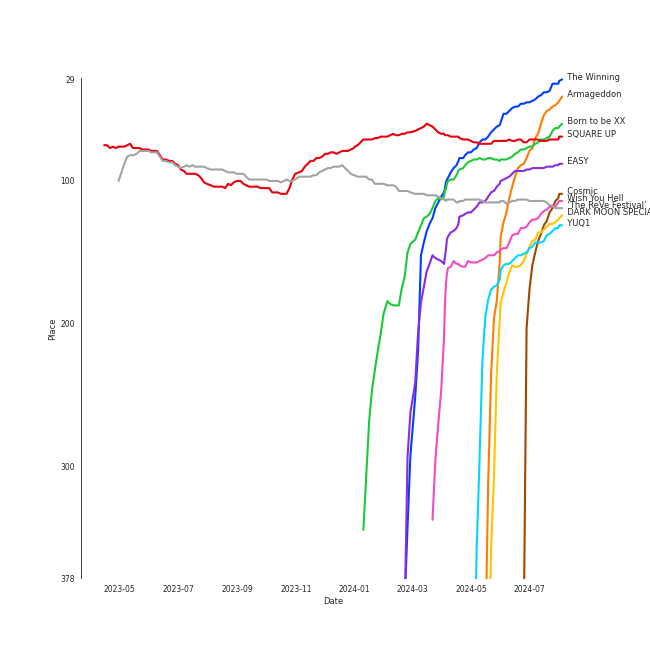 29
100
200
300
378
Place
2023-05
2023-07
2023-09
2023-11
2024-01
2024-03
2024-05
2024-07
Date
The Winning
Armageddon
Born to be XX
SQUARE UP
EASY
Cosmic
Wish You Hell
'The ReVe Festival'
DARK MOON SPECIA
YUQ1